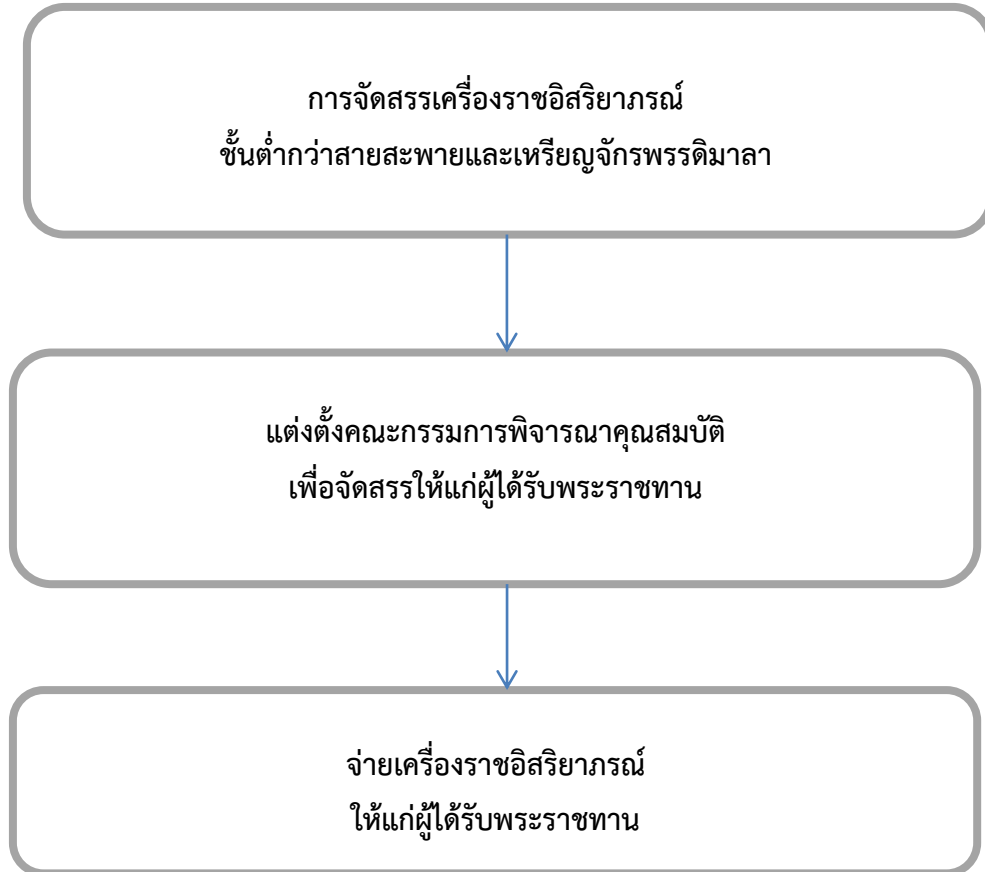 การจัดสรรเครื่องราชอิสริยาภรณ์
ชั้นต่ำกว่าสายสะพายและเหรียญจักรพรรดิมาลา
แต่งตั้งคณะกรรมการพิจารณาคุณสมบัติ
เพื่อจัดสรรให้แก่ผู้ได้รับพระราชทาน
จ่ายเครื่องราชอิสริยาภรณ์
ให้แก่ผู้ได้รับพระราชทาน